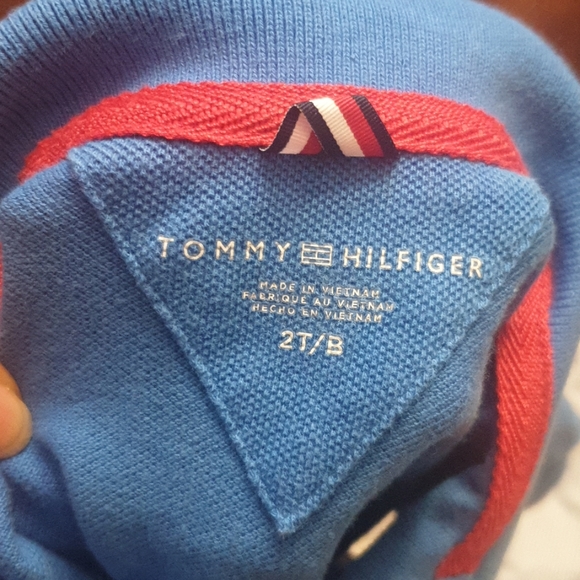 TOMMY HILFIGER
MADE IN VIETNAM
FABRIQUE AU VIETNAM
HECHO EN VIETNAM
2T/B